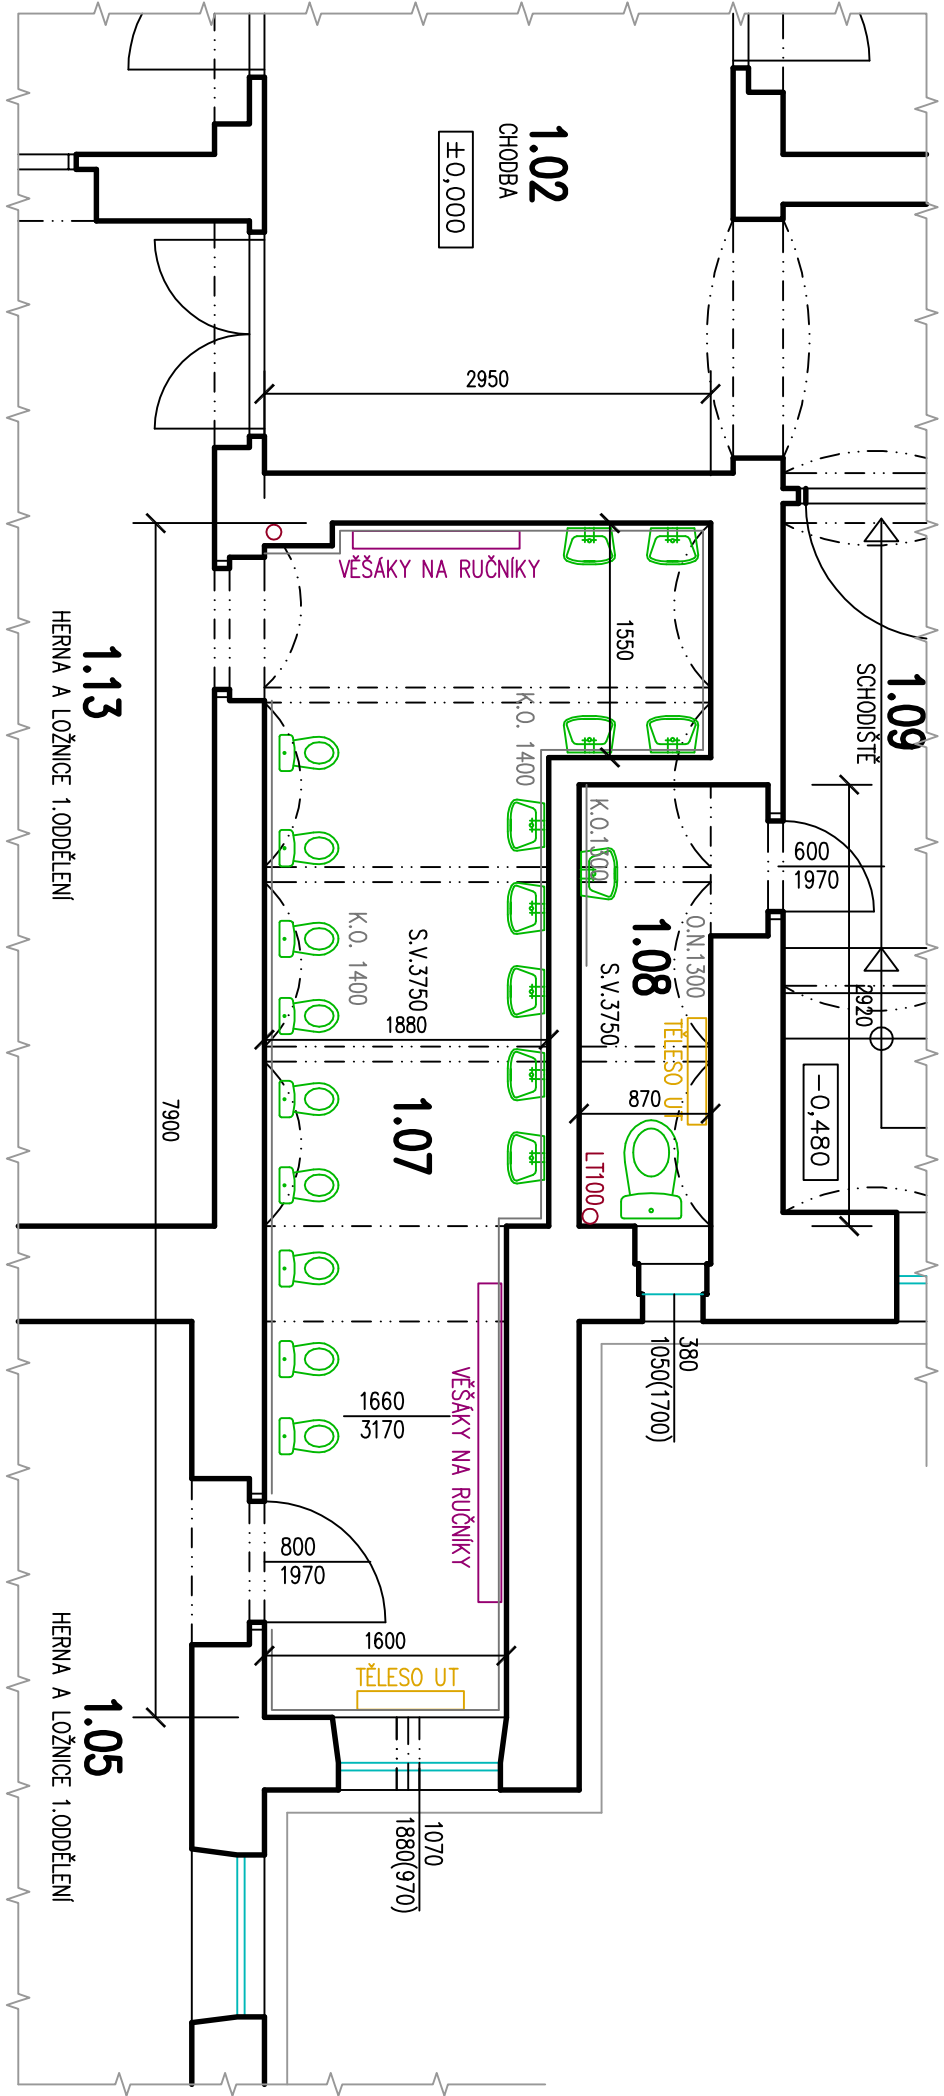 1.02
CHODBA
±0,000
2950
VĚŠÁKY NA RUČNÍKY
1550
1.09
SCHODIŠTĚ
1.13
HERNA A LOŽNICE 1.ODDĚLENÍ
K.O. 1400
K.O.1300
600
1970
O.N.1300
1.08
S.V.3750
K.O. 1400
S.V.3750
1880
2920
TĚLESO UT
-0,480
870
1.07
7900
LT100
380
1050(1700)
VĚŠÁKY NA RUČNÍKY
1660
3170
800
1970
1600
TĚLESO UT
1.05
HERNA A LOŽNICE 1.ODDĚLENÍ
1070
1880(970)